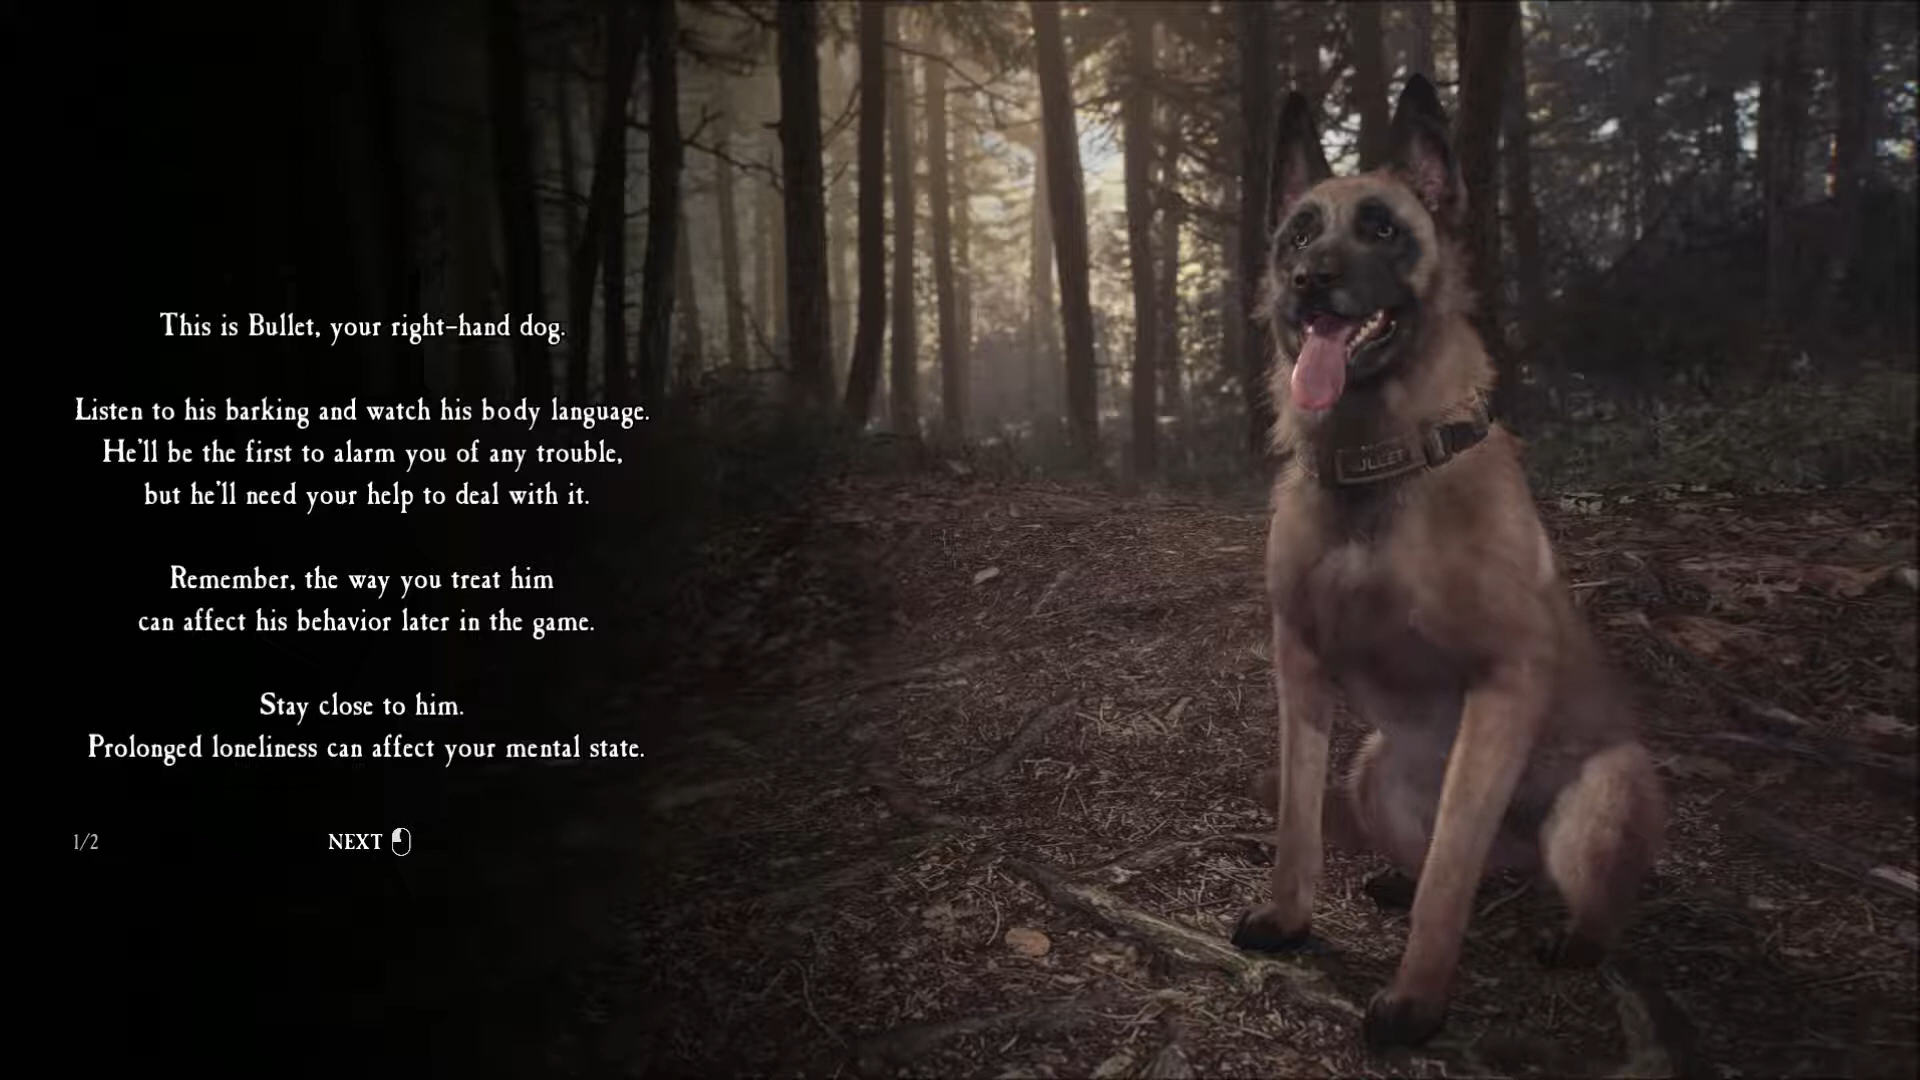 This is Bullet, your right-hand dog.
Listen to his barking and watch his body language.
He'll be the first to alarm you of any trouble,
but he'll need your help to deal with it.
Remember, the way you treat him
can affect his behavior later in the game.
Stay close to him.
Prolonged loneliness can affect your mental state.
1/2
NEXT